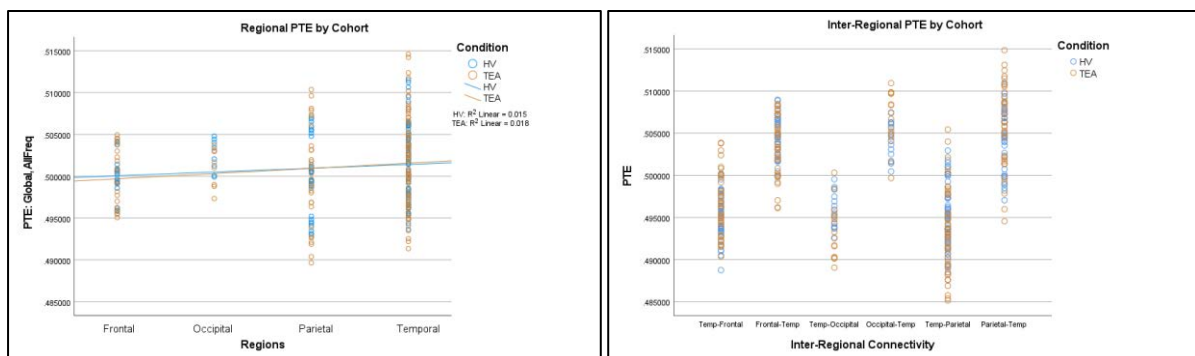 Regional PTE by Cohort
Condition
HV
TEA
HV
TEA
HV: R² Linear = 0.015
TEA: R² Linear = 0.018
PTE: Global,AllFreq
.515000
.510000
.505000
.500000
.495000
.490000
.485000
Frontal Occipital Parietal Temporal
Regions
Inter-Regional PTE by Cohort
Condition
HV
TEA
PTE
.515000
.510000
.505000
.500000
.495000
.490000
.485000
Temp-Frontal Frontal-Temp Temp-Occipital Occipital-Temp Temp-Parietal Parietal-Temp
Inter-Regional Connectivity